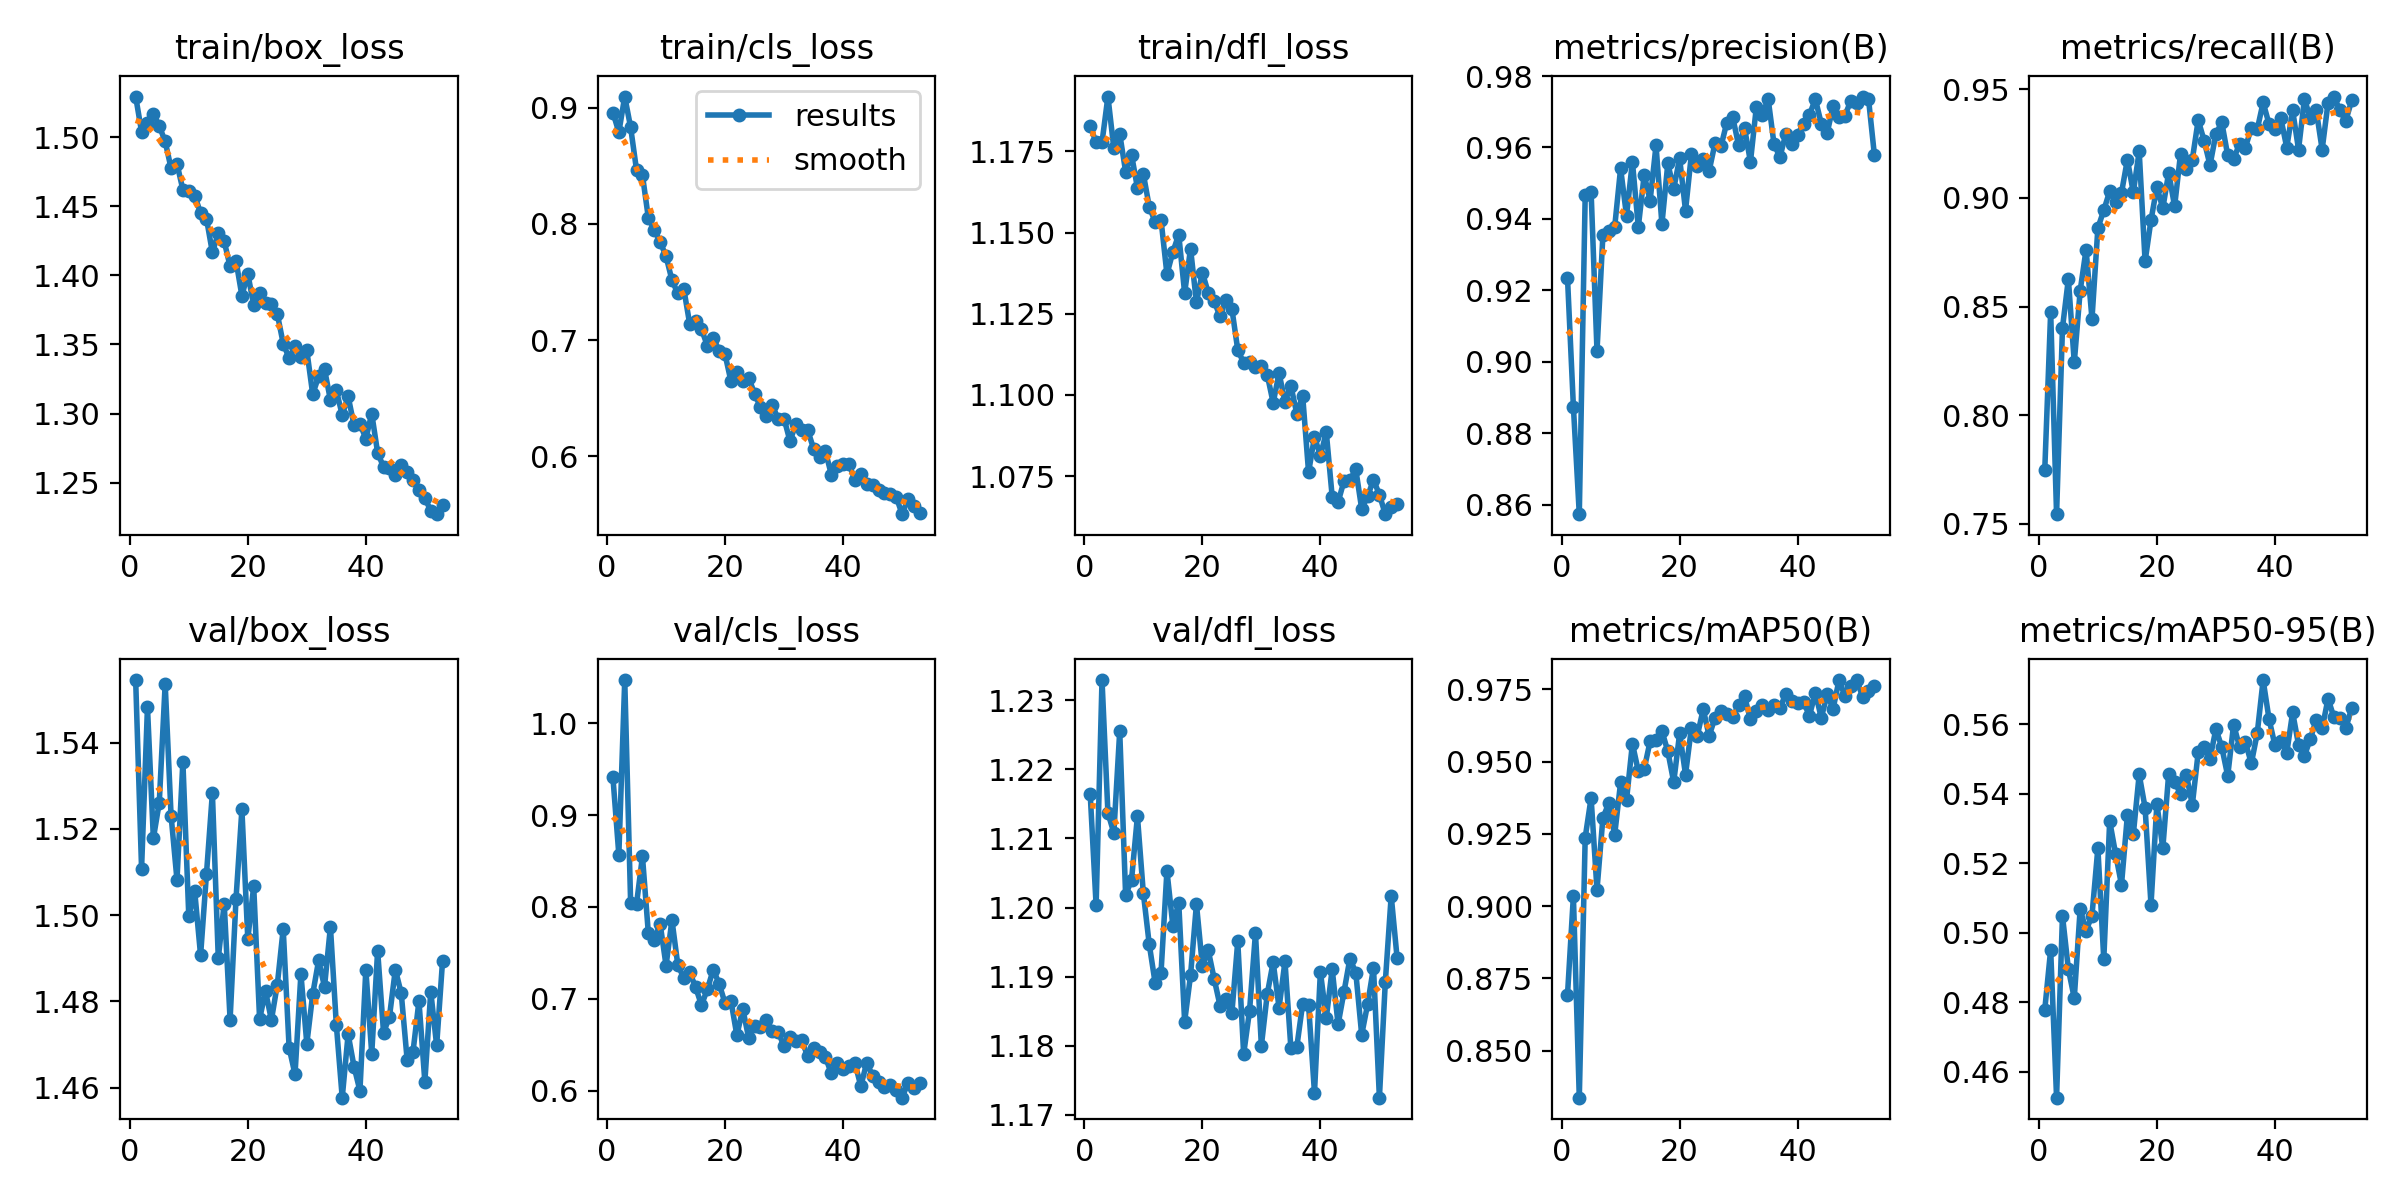 train/box_loss
1.50
1.45
1.40
1.35
1.30
1.25
0 20 40
train/cls_loss
results
smooth
0.9
0.8
0.7
0.6
0 20 40
train/dfl_loss
1.175
1.150
1.125
1.100
1.075
0 20 40
metrics/precision(B)
0.98
0.96
0.94
0.92
0.90
0.88
0.86
0 20 40
metrics/recall(B)
0.95
0.90
0.85
0.80
0.75
0 20 40
val/box_loss
1.54
1.52
1.50
1.48
1.46
0 20 40
val/cls_loss
1.0
0.9
0.8
0.7
0.6
0 20 40
val/dfl_loss
1.23
1.22
1.21
1.20
1.19
1.18
1.17
0 20 40
metrics/mAP50(B)
0.975
0.950
0.925
0.900
0.875
0.850
0 20 40
metrics/mAP50-95(B)
0.56
0.54
0.52
0.50
0.48
0.46
0 20 40